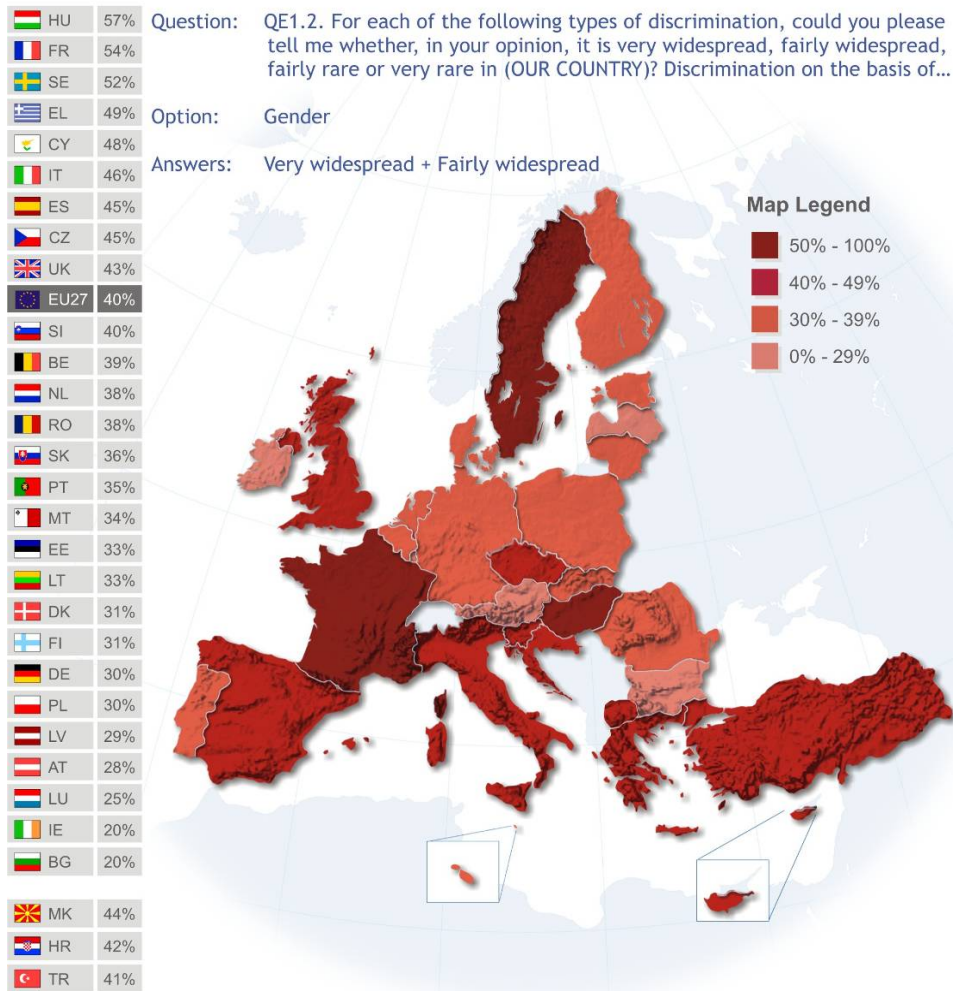 HU 57%
FR 54%
SE 52%
EL 49%
CY 48%
IT 46%
ES 45%
CZ 45%
UK 43%
EU27 40%
SI 40%
BE 39%
NL 38%
RO 38%
SK 36%
PT 35%
MT 34%
EE 33%
LT 33%
DK 31%
FI 31%
DE 30%
PL 30%
LV 29%
AT 28%
LU 25%
IE 20%
BG 20%
MK 44%
HR 42%
TR 41%
Question: QE1.2. For each of the following types of discrimination, could you please
tell me whether, in your opinion, it is very widespread, fairly widespread,
fairly rare or very rare in (OUR COUNTRY)? Discrimination on the basis of…
Option: Gender
Answers: Very widespread + Fairly widespread
Map Legend
50% - 100%
40% - 49%
30% - 39%
0% - 29%